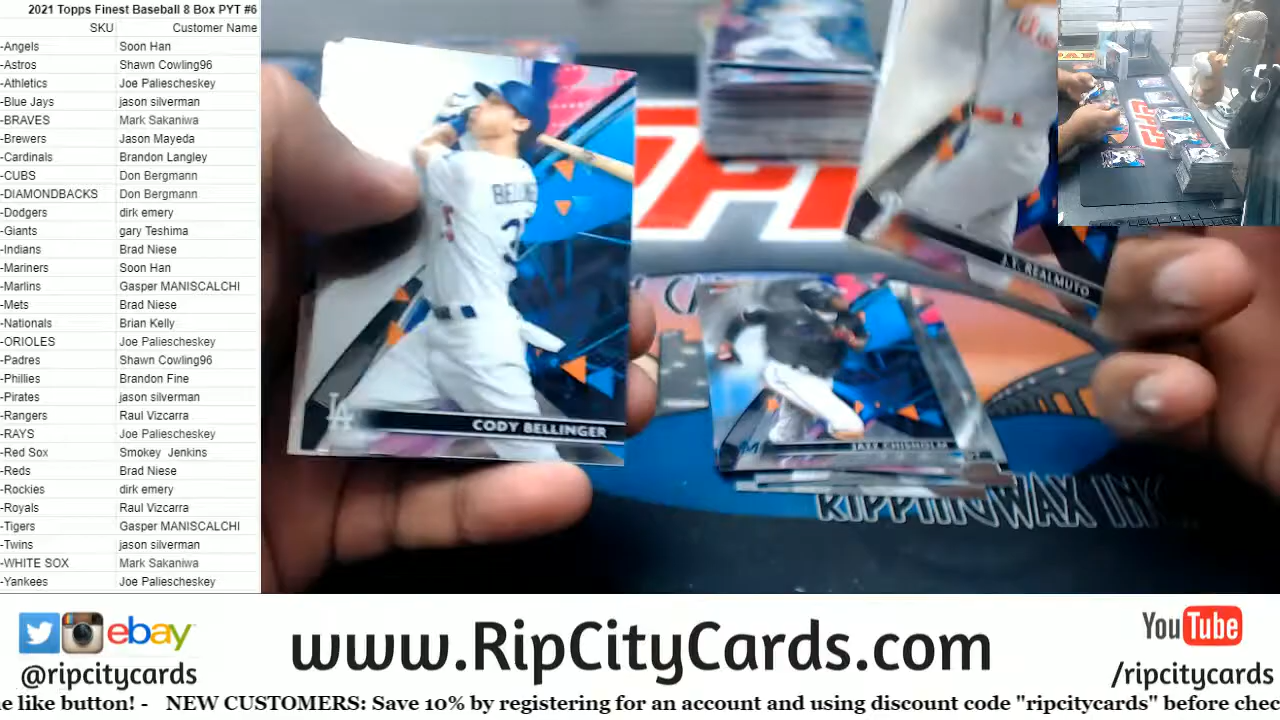 2021 Topps Finest Baseball 8 Box PYT #6
SKU Customer Name
-Angels Soon Han
-Astros Shawn Cowling96
-Athletics Joe Paliescheskey
-Blue Jays jason silverman
-BRAVES Mark Sakaniwa
-Brewers Jason Mayeda
-Cardinals Brandon Langley
-CUBS Don Bergmann
-DIAMONDBACKS Don Bergmann
-Dodgers dirk emery
-Giants gary Teshima
-Indians Brad Niese
-Mariners Soon Han
-Marlins Gasper MANISCALCHI
-Mets Brad Niese
-Nationals Brian Kelly
-ORIOLES Joe Paliescheskey
-Padres Shawn Cowling96
-Phillies Brandon Fine
-Pirates jason silverman
-Rangers Raul Vizcarra
-RAYS Joe Paliescheskey
-Red Sox Smokey Jenkins
-Reds Brad Niese
-Rockies dirk emery
-Royals Raul Vizcarra
-Tigers Gasper MANISCALCHI
-Twins jason silverman
-WHITE SOX Mark Sakaniwa
-Yankees Joe Paliescheskey
LA
CODY BELLINGER
J.T. REALMUTO
JAZZ CHISHOLM
RIPPIINWAX IN
@ripcitycards
ebay
www.RipCityCards.com
YouTube
/ripcitycards
e like button! - NEW CUSTOMERS: Save 10% by registering for an account and using discount code "ripcitycards" before chec